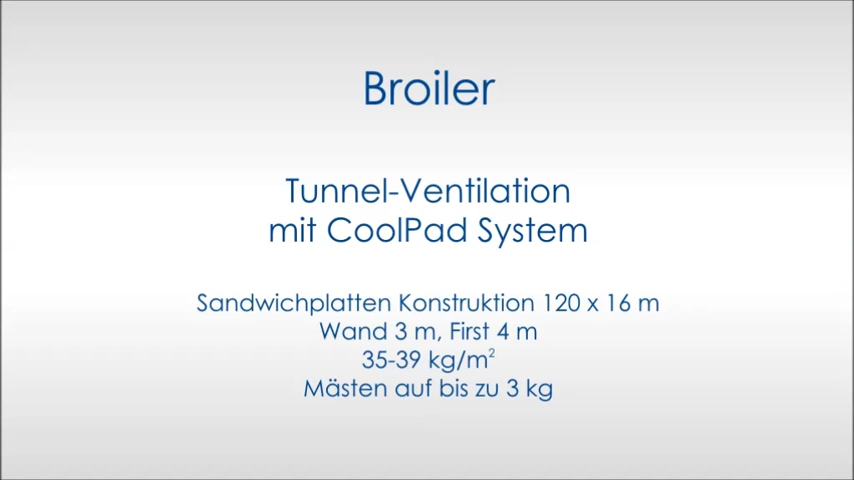 Broiler
Tunnel-Ventilation
mit CoolPad System
Sandwichplatten Konstruktion 120 x 16 m
Wand 3 m, First 4 m
35-39 kg/m²
Mästen auf bis zu 3 kg